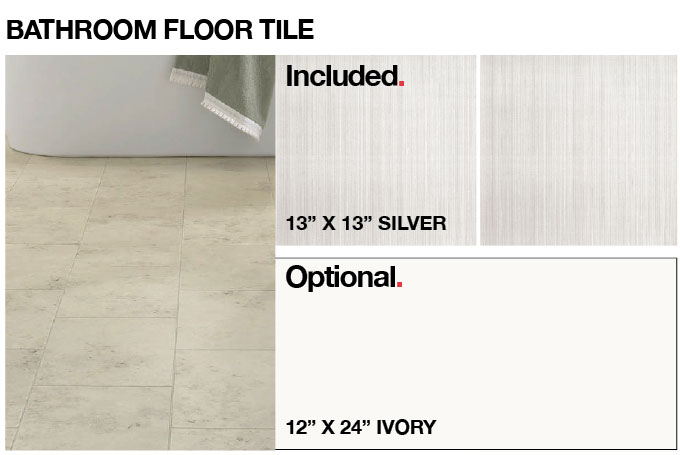 BATHROOM FLOOR TILE
Included.
13” X 13” SILVER
Optional.
12” X 24” IVORY